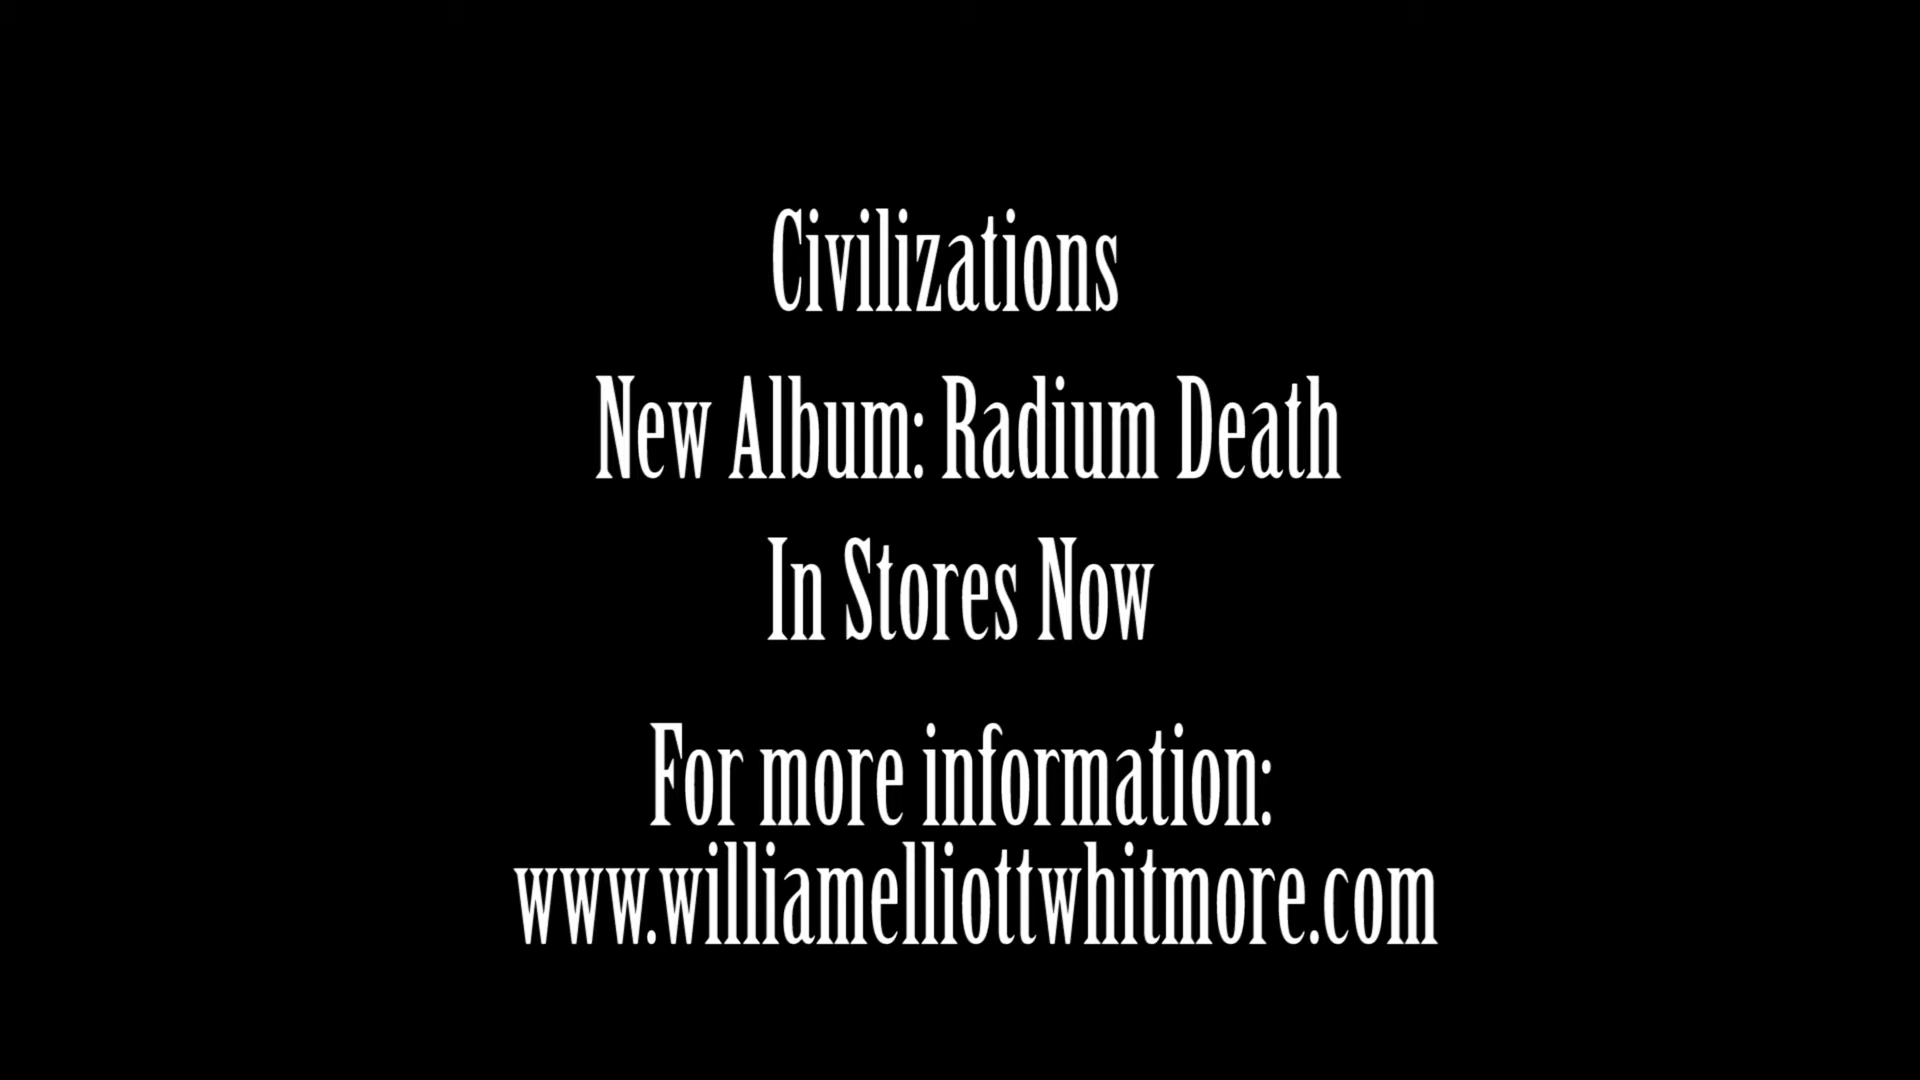 Civilizations
New Album: Radium Death
In Stores Now
For more information:
www.williamelliottwhitmore.com